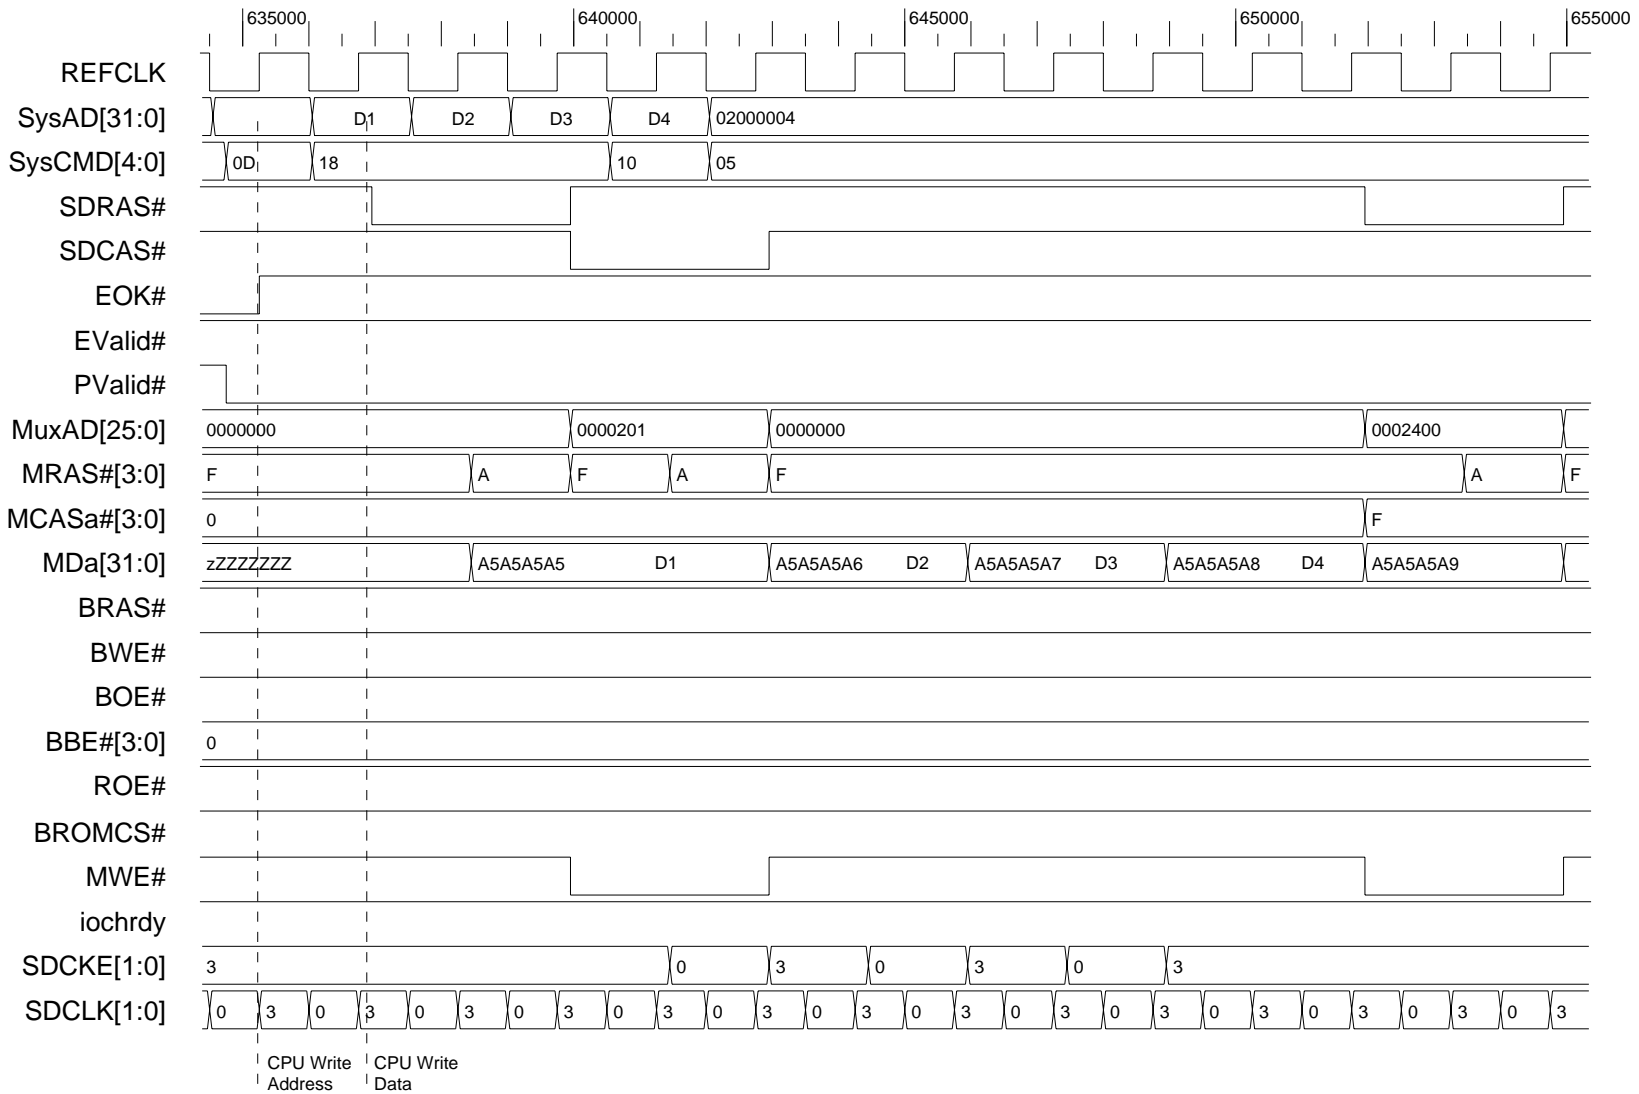 635000 640000 645000 650000 655000
REFCLK
SysAD[31:0] D1 D2 D3 D4 02000004
SysCMD[4:0] 0D 18 10 05
SDRAS#
SDCAS#
EOK#
EValid#
PValid#
MuxAD[25:0] 0000000 0000201 0000000 0002400
MRAS#[3:0] F A F A F A F
MCASa#[3:0] 0 F
MDa[31:0] zZZZZZZZ A5A5A5A5 D1 A5A5A5A6 D2 A5A5A5A7 D3 A5A5A5A8 D4 A5A5A5A9
BRAS#
BWE#
BOE#
BBE#[3:0] 0
ROE#
BROMCS#
MWE#
iochrdy
SDCKE[1:0] 3 0 3 0 3 0 3
SDCLK[1:0] 0 3 0 3 0 3 0 3 0 3 0 3 0 3 0 3 0 3 0 3 0 3 0 3 0 3 0 3
CPU Write CPU Write
Address Data